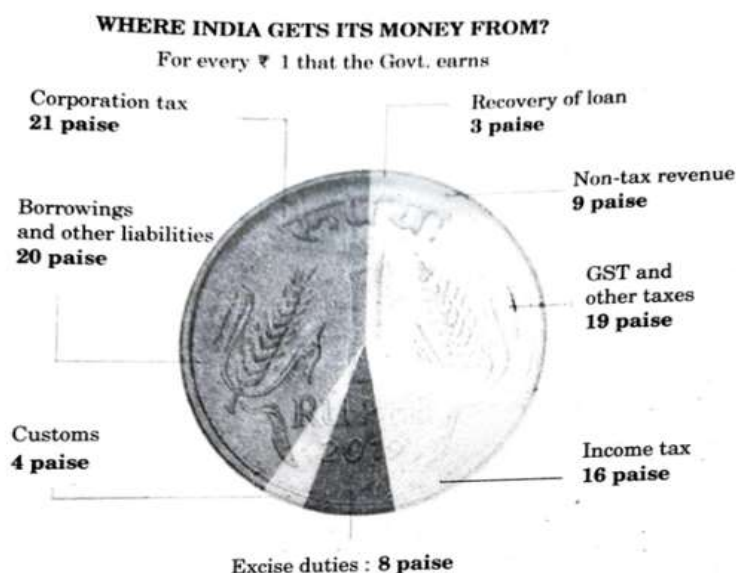 WHERE INDIA GETS ITS MONEY FROM?
For every ₹ 1 that the Govt. earns
Corporation tax
21 paise
Recovery of loan
3 paise
Non-tax revenue
9 paise
Borrowings
and other liabilities
20 paise
GST and
other taxes
19 paise
Customs
4 paise
Income tax
16 paise
Excise duties : 8 paise